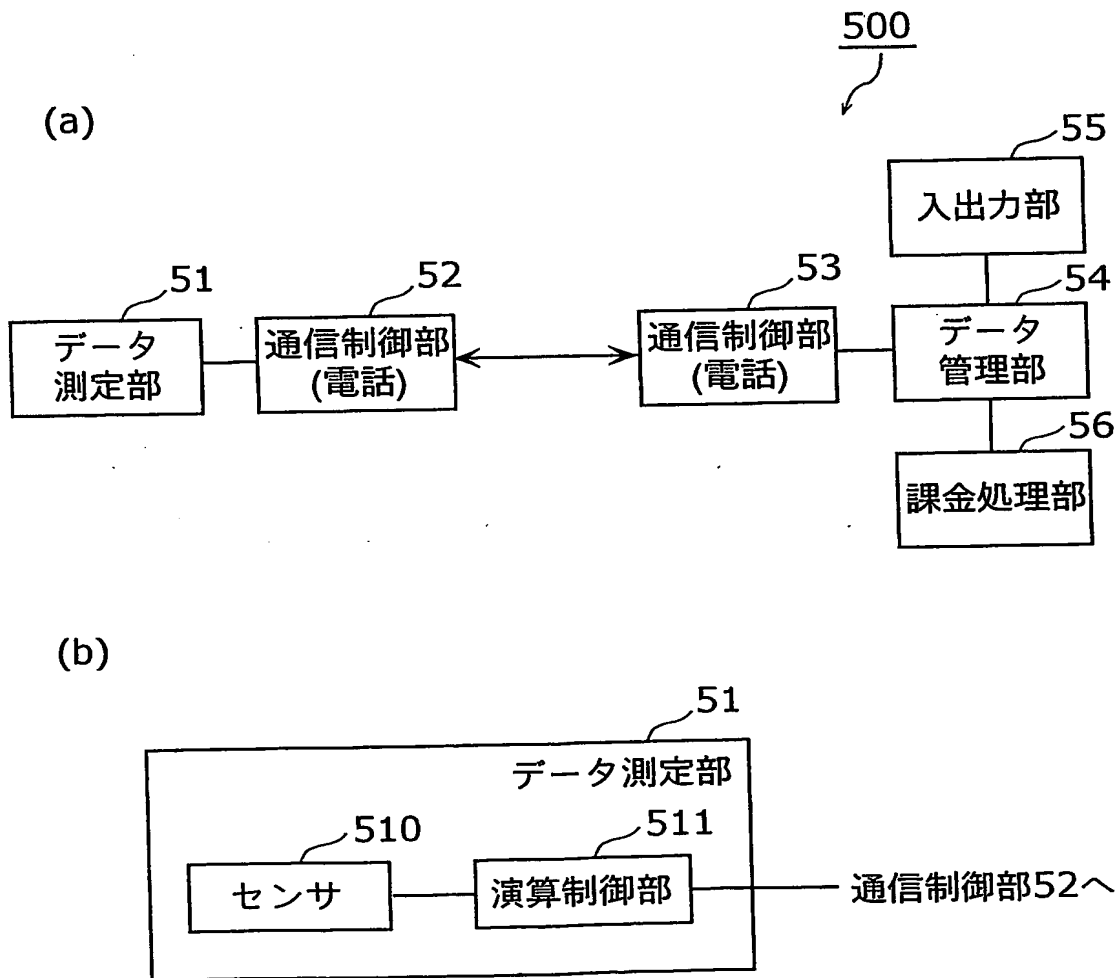 500
(a)
55
入出力部
51
52
53
54
データ
測定部
通信制御部
(電話)
通信制御部
(電話)
データ
管理部
56
課金処理部
(b)
51
データ測定部
510
511
センサ
演算制御部
通信制御部52へ